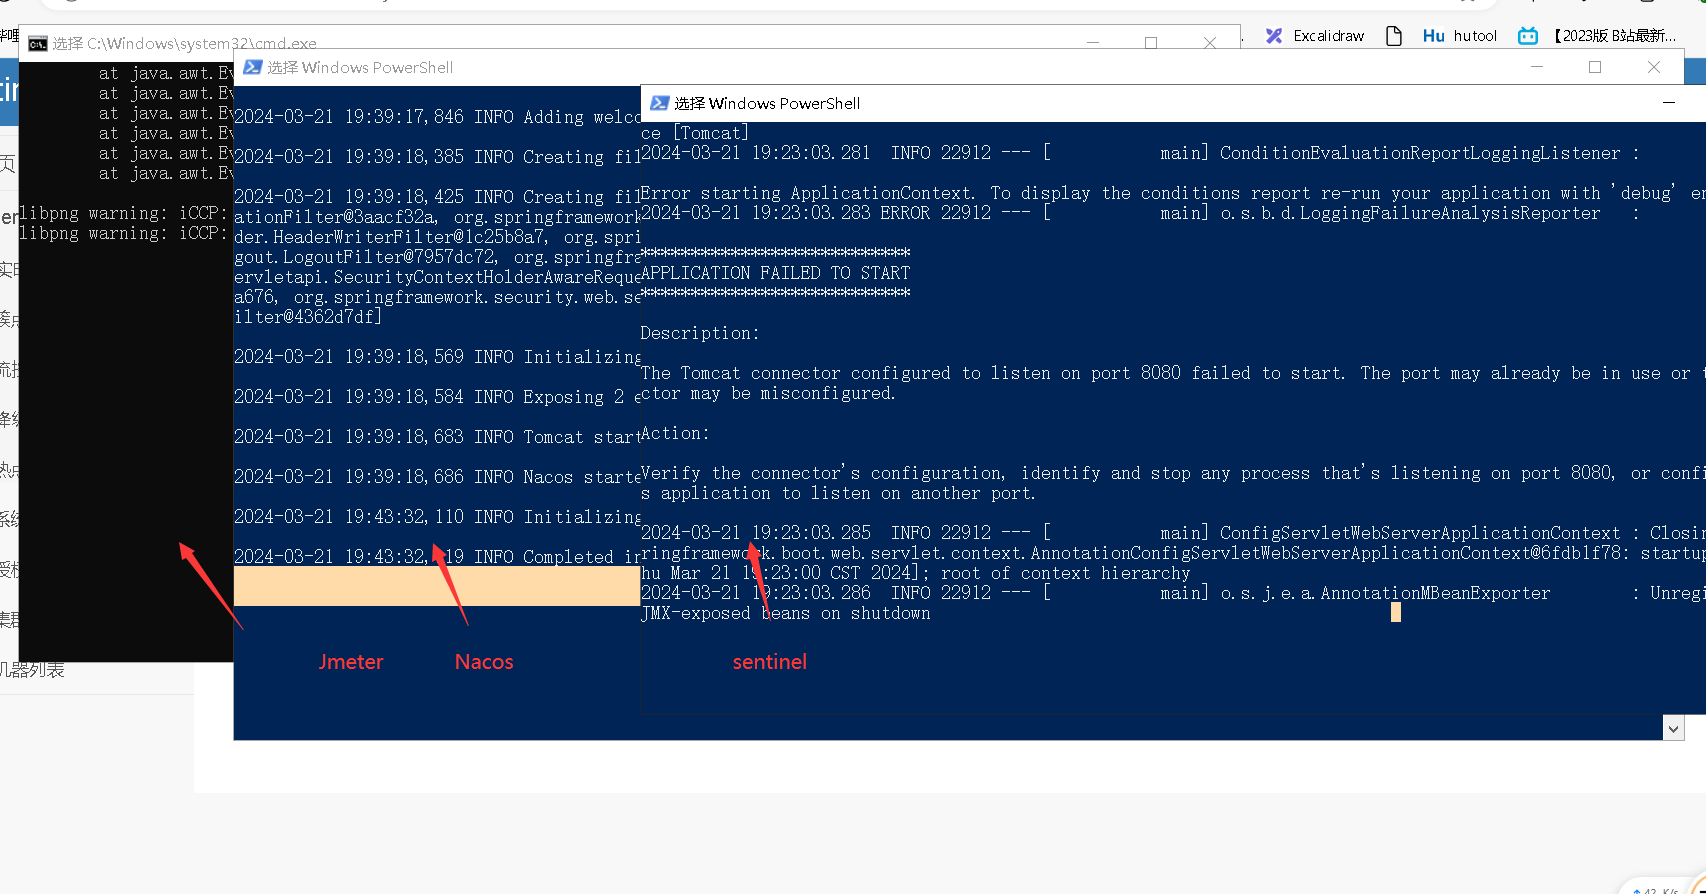 Excalidraw
Hu hutool
【2023版 B站最新...
选择 C:\Windows\system32\cmd.exe
at java.awt.Ev
at java.awt.Ev
at java.awt.Ev
at java.awt.Ev
at java.awt.Ev
at java.awt.Ev
libpng warning: iCCP:
libpng warning: iCCP:
机器列表
选择 Windows PowerShell
2024-03-21 19:39:17,846 INFO Adding welco
2024-03-21 19:39:18,385 INFO Creating fil
2024-03-21 19:39:18,425 INFO Creating fil
ationFilter@3aacf32a, org.springframework
der.HeaderWriterFilter@1c25b8a7, org.spri
gout.LogoutFilter@7957dc72, org.springfra
ervletapi.SecurityContextHolderAwareReque
a676, org.springframework.security.web.se
ilter@4362d7df]
2024-03-21 19:39:18,569 INFO Initializing
2024-03-21 19:39:18,584 INFO Exposing 2 e
2024-03-21 19:39:18,683 INFO Tomcat start
2024-03-21 19:39:18,686 INFO Nacos starte
2024-03-21 19:43:32,110 INFO Initializing
2024-03-21 19:43:32, 19 INFO Completed in
选择 Windows PowerShell
ce [Tomcat]
2024-03-21 19:23:03.281  INFO 22912 --- [           main] ConditionEvaluationReportLoggingListener :
Error starting ApplicationContext. To display the conditions report re-run your application with 'debug' en
2024-03-21 19:23:03.283 ERROR 22912 --- [           main] o.s.b.d.LoggingFailureAnalysisReporter   :
***************************
APPLICATION FAILED TO START
***************************
Description:
The Tomcat connector configured to listen on port 8080 failed to start. The port may already be in use or t
ctor may be misconfigured.
Action:
Verify the connector's configuration, identify and stop any process that's listening on port 8080, or confi
s application to listen on another port.
2024-03-21 19:23:03.285  INFO 22912 --- [           main] ConfigServletWebServerApplicationContext : Closin
ringframework.boot.web.servlet.context.AnnotationConfigServletWebServerApplicationContext@6fdb1f78: startup
hu Mar 21 19:23:00 CST 2024]; root of context hierarchy
2024-03-21 19:23:03.286  INFO 22912 --- [           main] o.s.j.e.a.AnnotationMBeanExporter        : Unregi
JMX-exposed beans on shutdown
Jmeter
Nacos
sentinel